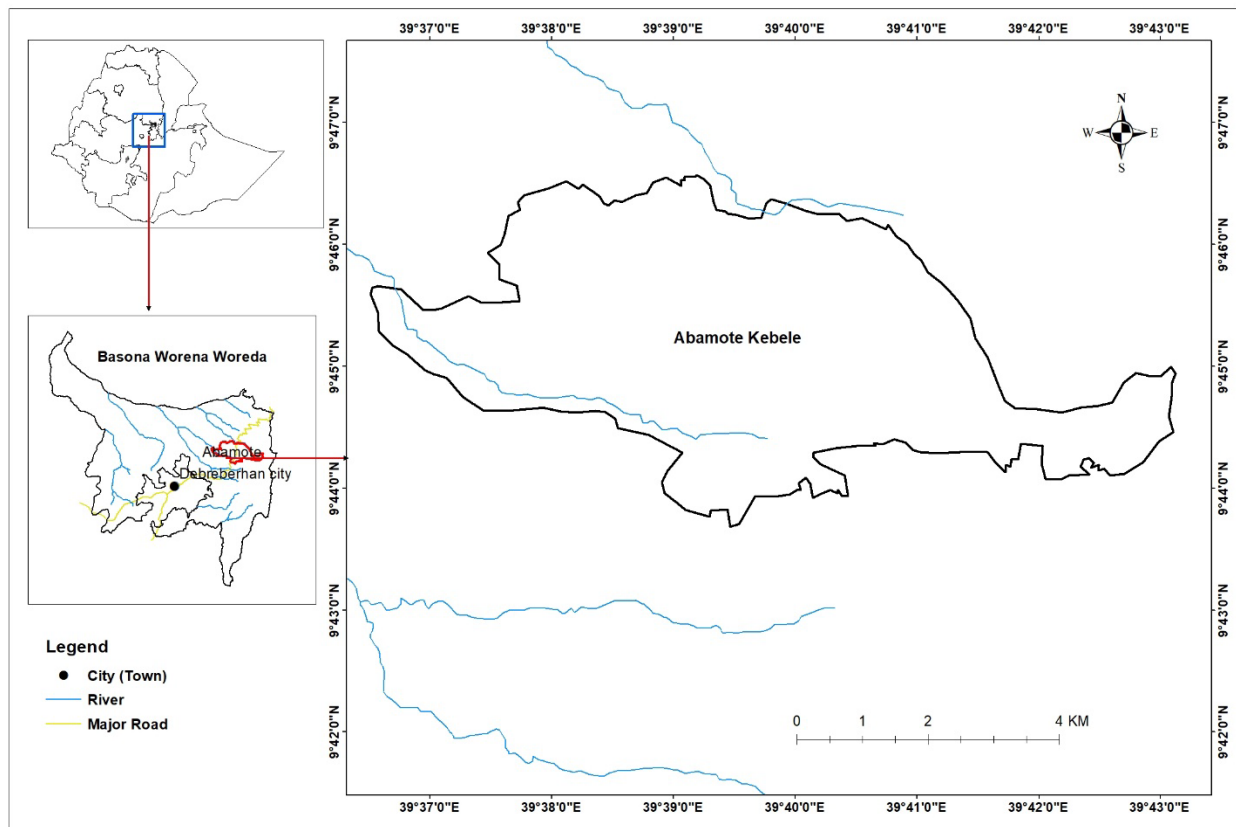 39°37'0"E 39°38'0"E 39°39'0"E 39°40'0"E 39°41'0"E 39°42'0"E 39°43'0"E
N
W E
S
9°47'0"N 9°47'0"N
9°46'0"N 9°46'0"N
9°45'0"N 9°45'0"N
9°44'0"N 9°44'0"N
9°43'0"N 9°43'0"N
9°42'0"N 9°42'0"N
Abamote Kebele
Basona Worena Woreda
Abamote
Debreberhan city
Legend
City (Town)
River
Major Road
0 1 2 4 KM
39°37'0"E 39°38'0"E 39°39'0"E 39°40'0"E 39°41'0"E 39°42'0"E 39°43'0"E